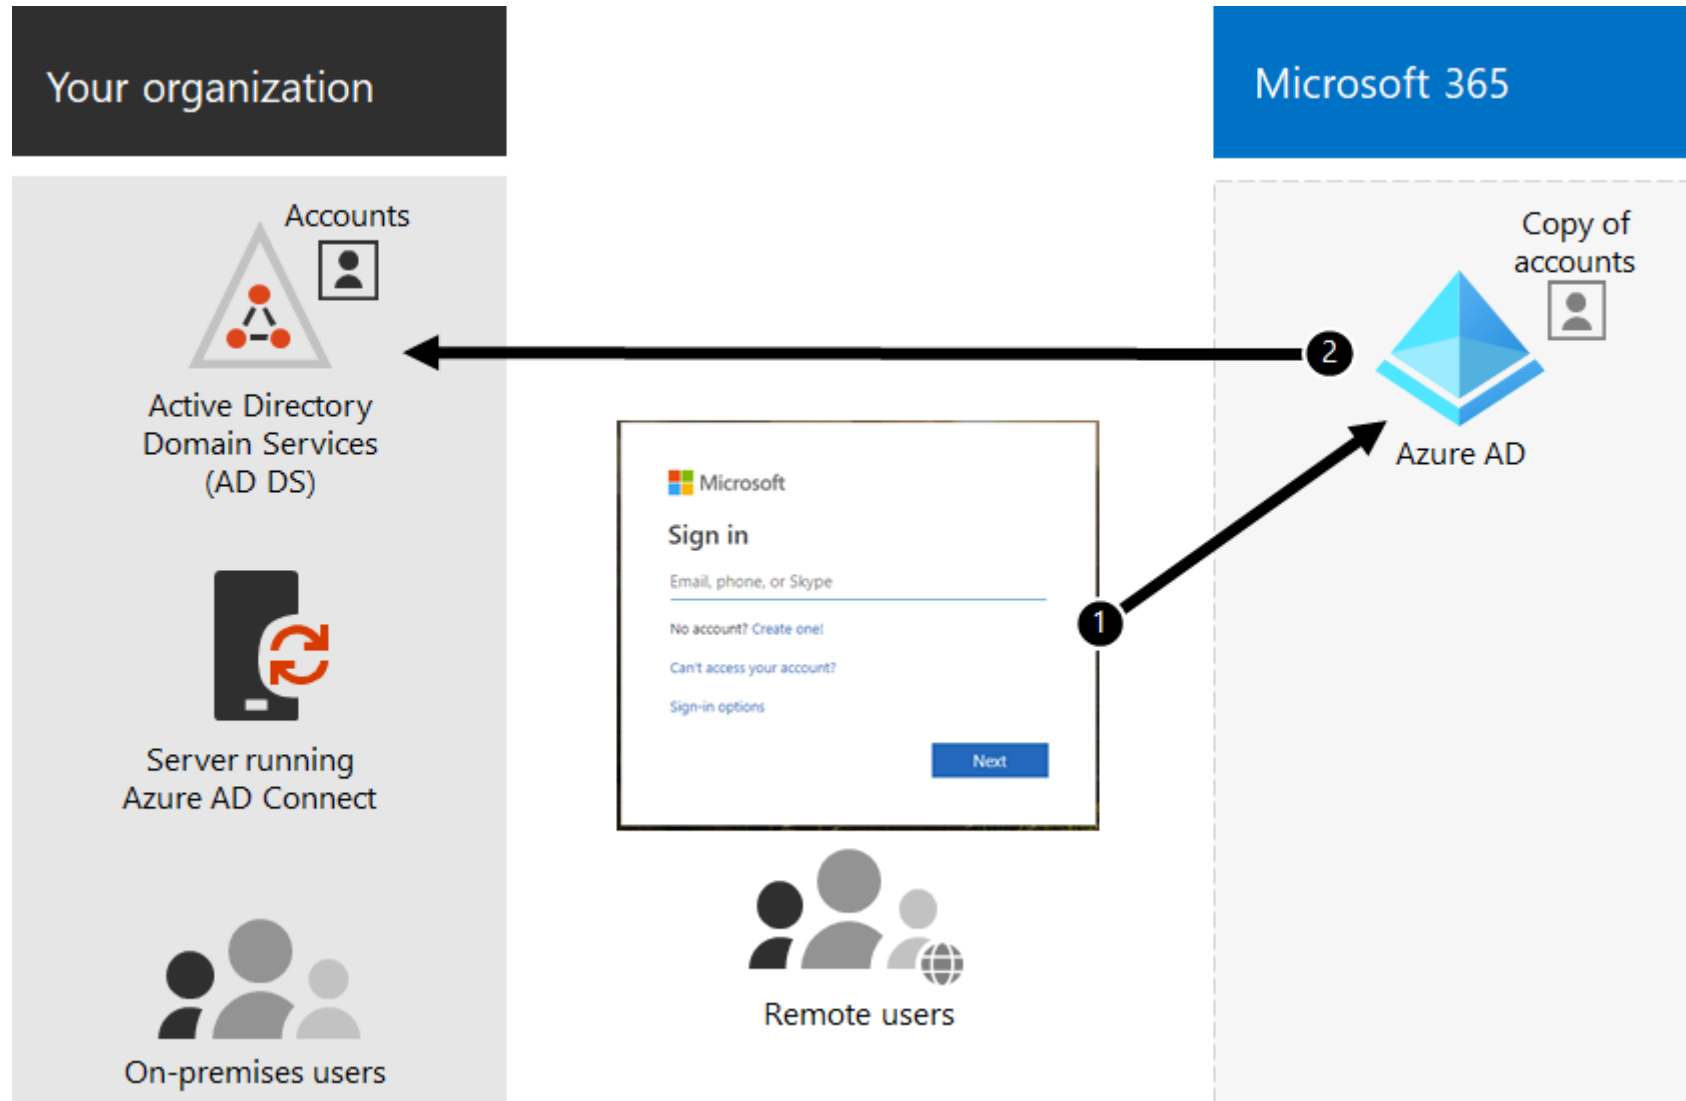 Your organization
Microsoft 365
Accounts
Active Directory
Domain Services
(AD DS)
Server running
Azure AD Connect
On-premises users
Microsoft
Sign in
Email, phone, or Skype
No account? Create one!
Can't access your account?
Sign-in options
Next
1
Remote users
2
Copy of
accounts
Azure AD